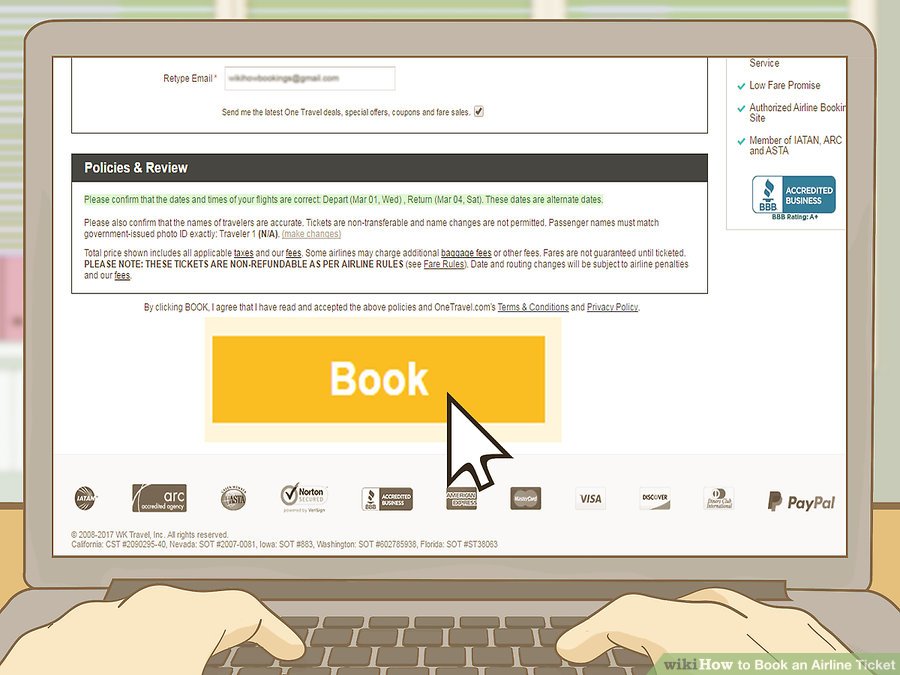 Service
Retype Email*
wikihowbookings@gmail.com
Low Fare Promise
Send me the latest One Travel deals, special offers, coupons and fare sales.
Authorized Airline Bookin
Site
Member of IATAN, ARC
and ASTA
Policies & Review
BBB
ACCREDITED
BUSINESS
BBB Rating: A+
Please confirm that the dates and times of your flights are correct: Depart (Mar 01, Wed) , Return (Mar 04, Sat). These dates are alternate dates.
Please also confirm that the names of travelers are accurate. Tickets are non-transferable and name changes are not permitted. Passenger names must match
government-issued photo ID exactly: Traveler 1 (N/A). (make changes)
Total price shown includes all applicable taxes and our fees. Some airlines may charge additional baggage fees or other fees. Fares are not guaranteed until ticketed.
PLEASE NOTE: THESE TICKETS ARE NON-REFUNDABLE AS PER AIRLINE RULES (see Fare Rules). Date and routing changes will be subject to airline penalties
and our fees.
By clicking BOOK, I agree that I have read and accepted the above policies and OneTravel.com's Terms & Conditions and Privacy Policy.
Book
IATAN
arc
accredited agency
ASTA
Norton
SECURED
powered by VeriSign
BBB
ACCREDITED
BUSINESS
AMERICAN
EXPRESS
MasterCard
VISA
DISCOVER
Diners Club
International
PayPal
© 2008-2017 WK Travel, Inc. All rights reserved.
California: CST #2090295-40, Nevada: SOT #2007-0081, Iowa: SOT #883, Washington: SOT #602785938, Florida: SOT #ST38063
wikiHow to Book an Airline Ticket